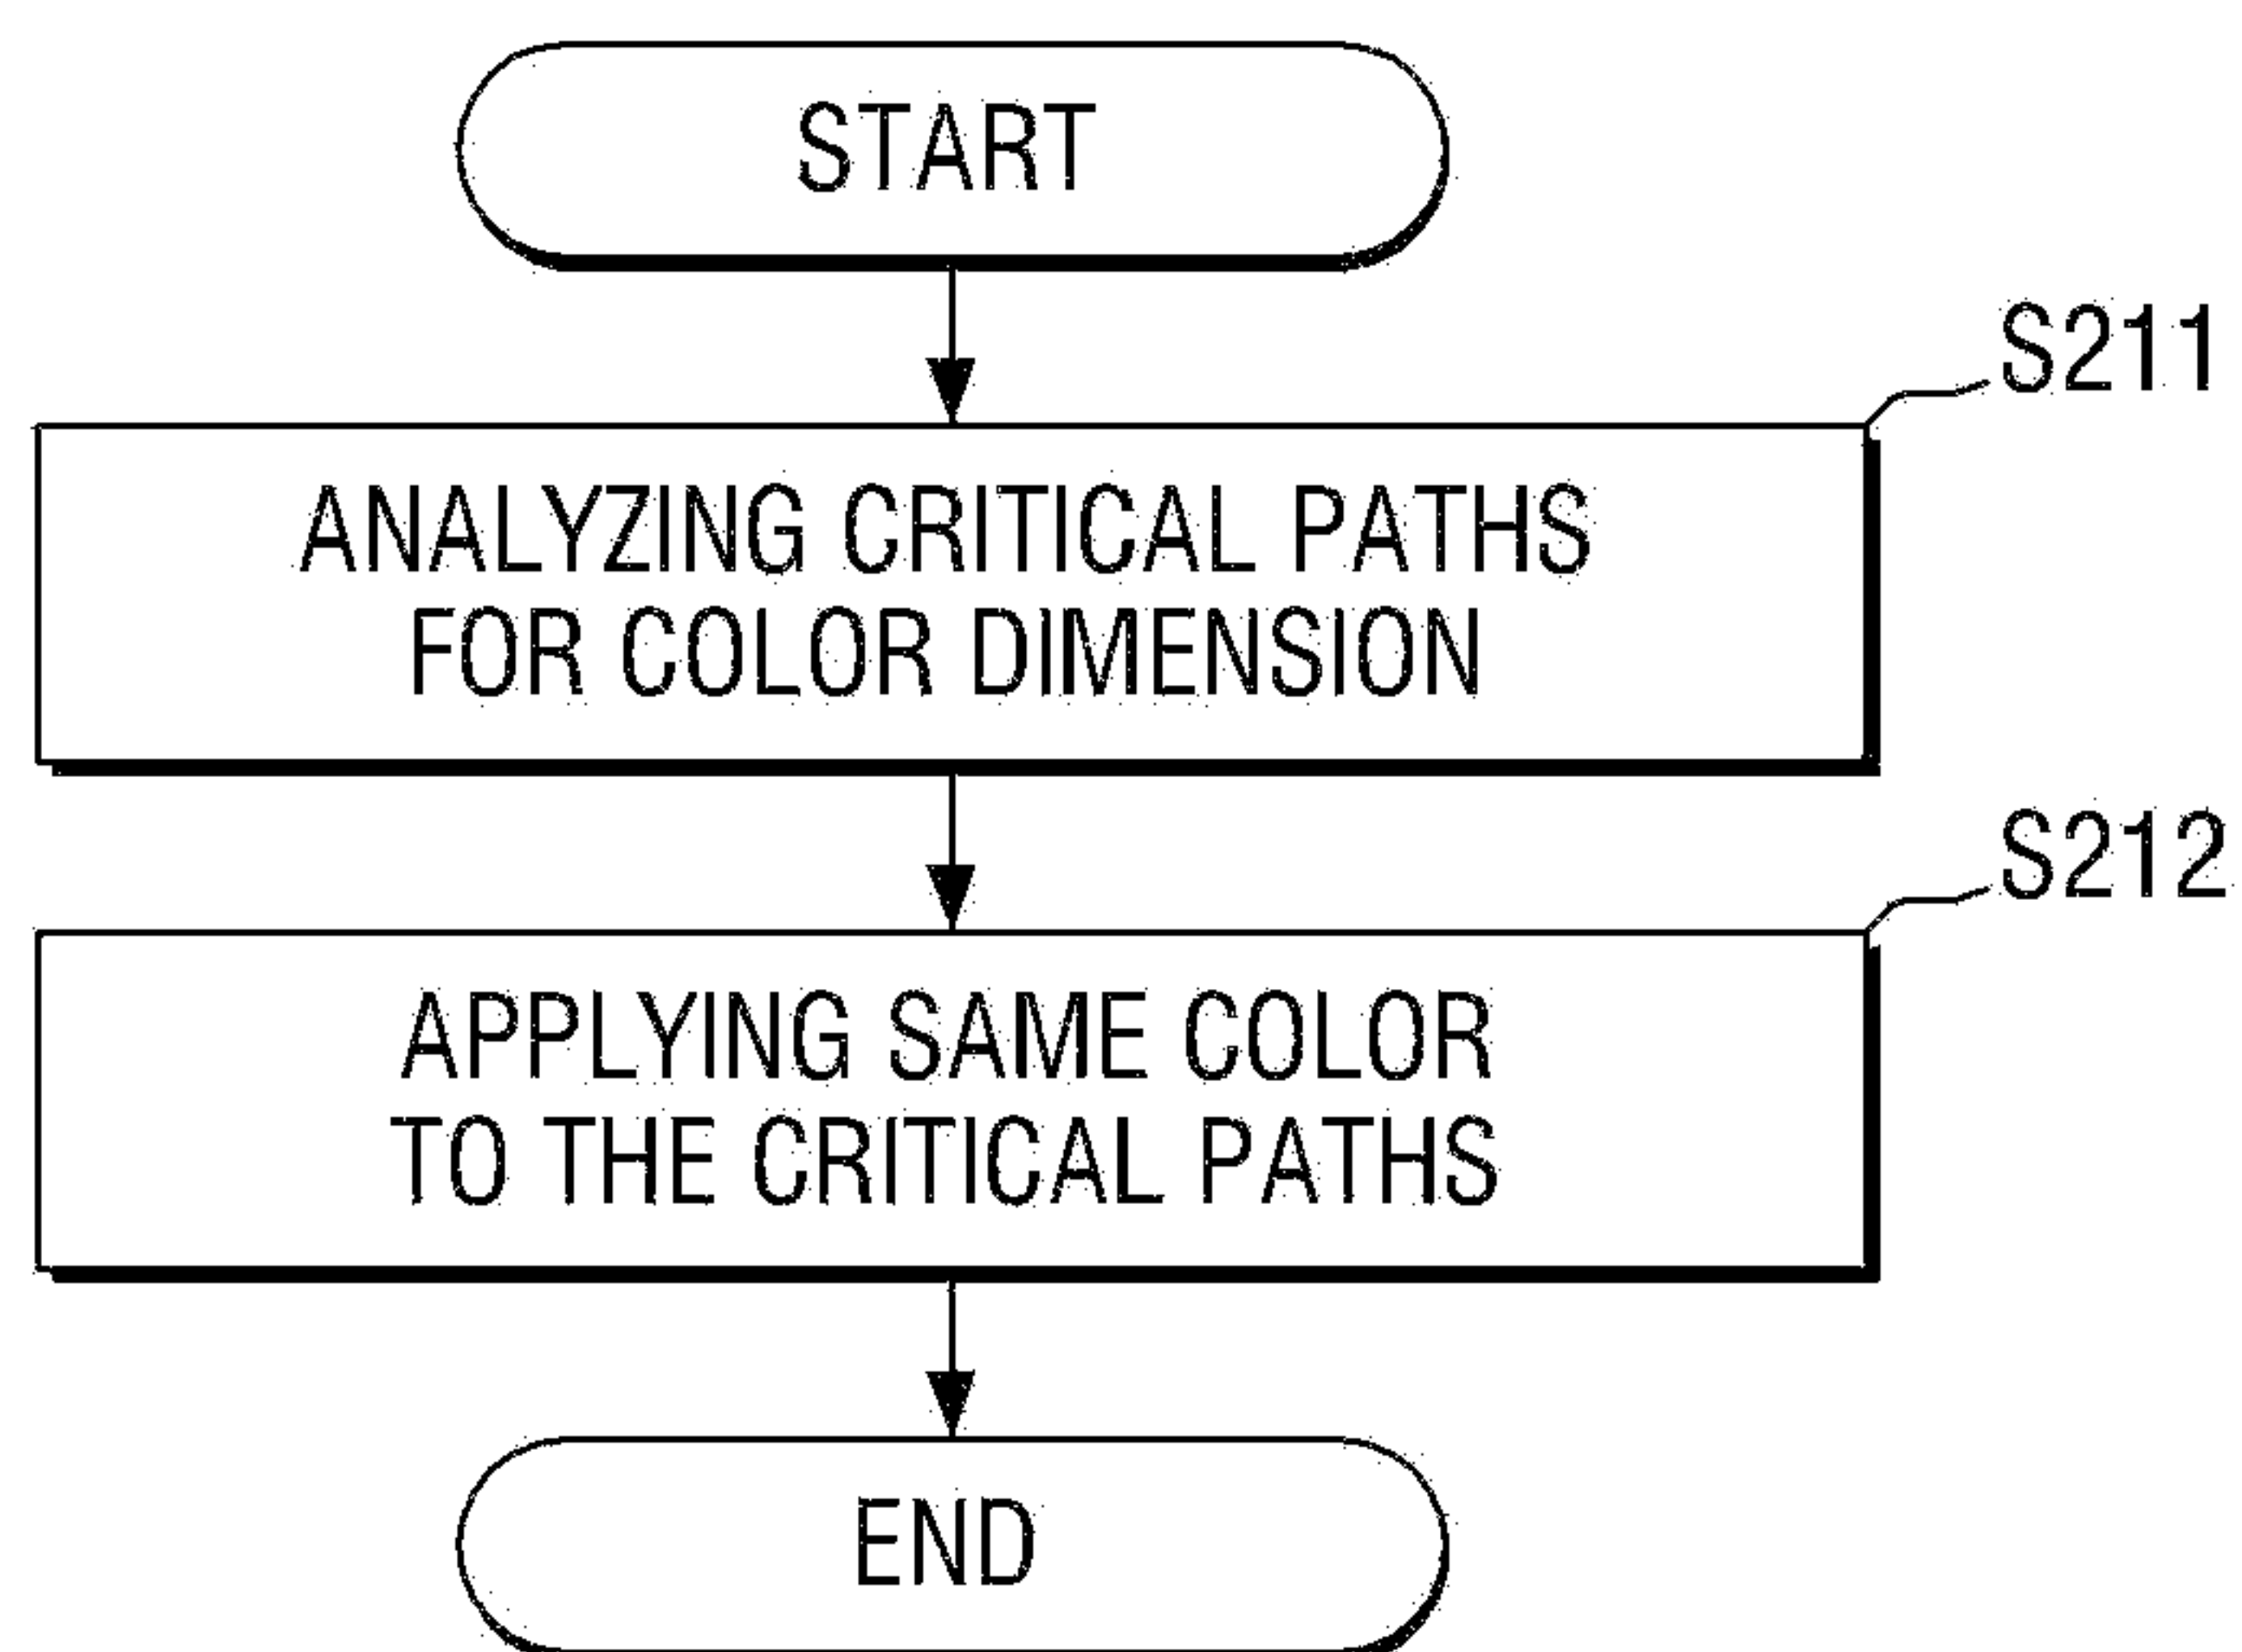 START
S211
ANALYZING CRITICAL PATHS
FOR COLOR DIMENSION
S212
APPLYING SAME COLOR
TO THE CRITICAL PATHS
END